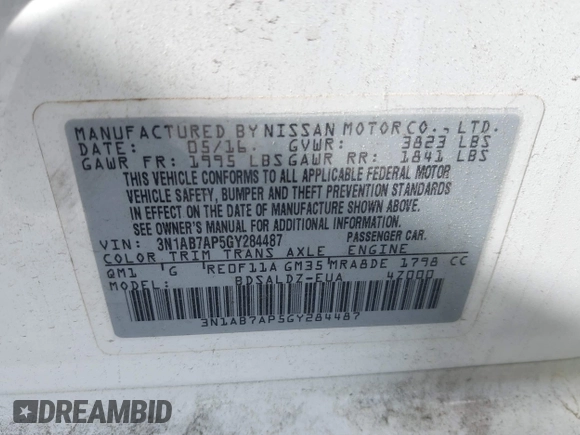 MANUFACTURED BY NISSAN MOTOR CO., LTD.
DATE: 05/16. GVWR: 3823 LBS
GAWR FR: 1995 LBS GAWR RR: 1841 LBS
THIS VEHICLE CONFORMS TO ALL APPLICABLE FEDERAL MOTOR
VEHICLE SAFETY, BUMPER AND THEFT PREVENTION STANDARDS
IN EFFECT ON THE DATE OF MANUFACTURE SHOWN ABOVE.
SEE OWNER'S MANUAL FOR ADDITIONAL INFORMATION.
VIN: 3N1AB7AP5GY284487 PASSENGER CAR.
COLOR TRIM TRANS AXLE ENGINE
QM1 G RE0F11A GM35 MRA8DE 1798 CC
MODEL: BDSALDZ-EUA 4Z000
3N1AB7AP5GY284487
DREAMBID